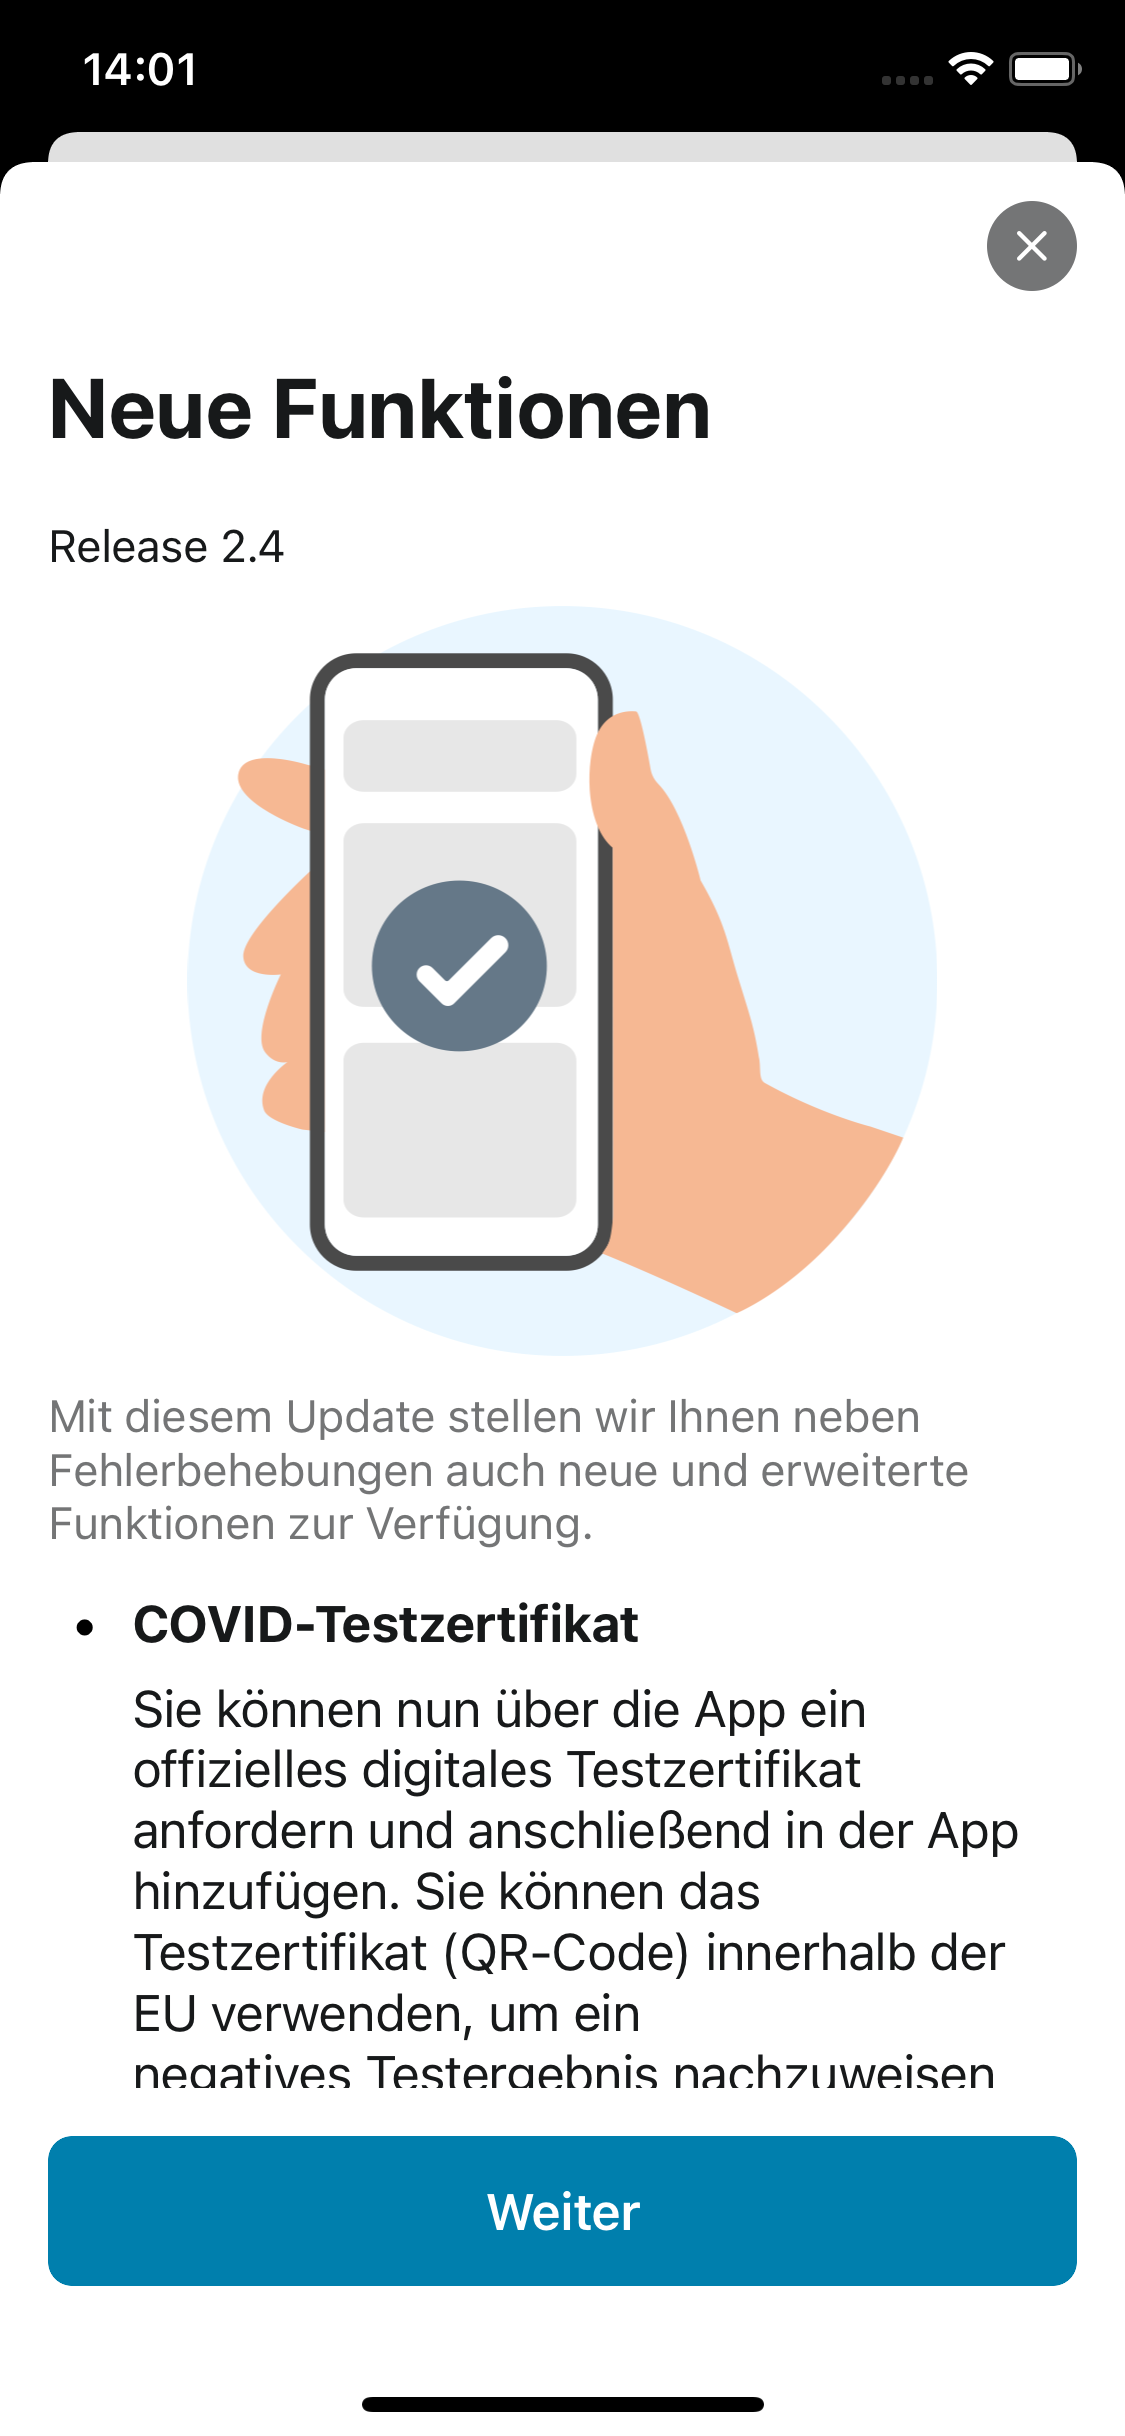 14:01
Neue Funktionen
Release 2.4
Mit diesem Update stellen wir Ihnen neben
Fehlerbehebungen auch neue und erweiterte
Funktionen zur Verfügung.
• COVID-Testzertifikat
Sie können nun über die App ein
offizielles digitales Testzertifikat
anfordern und anschließend in der App
hinzufügen. Sie können das
Testzertifikat (QR-Code) innerhalb der
EU verwenden, um ein
negatives Testergebnis nachzuweisen
Weiter